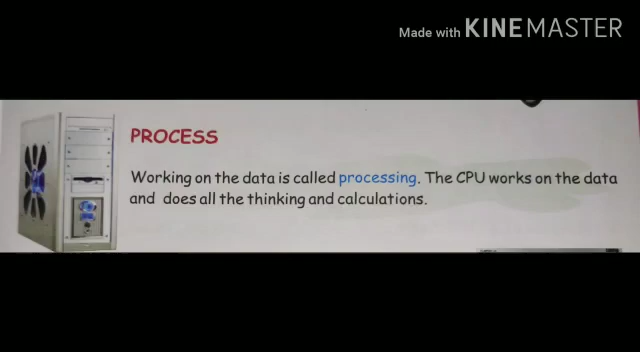 Made with KINEMASTER
PROCESS
Working on the data is called processing. The CPU works on the data
and does all the thinking and calculations.